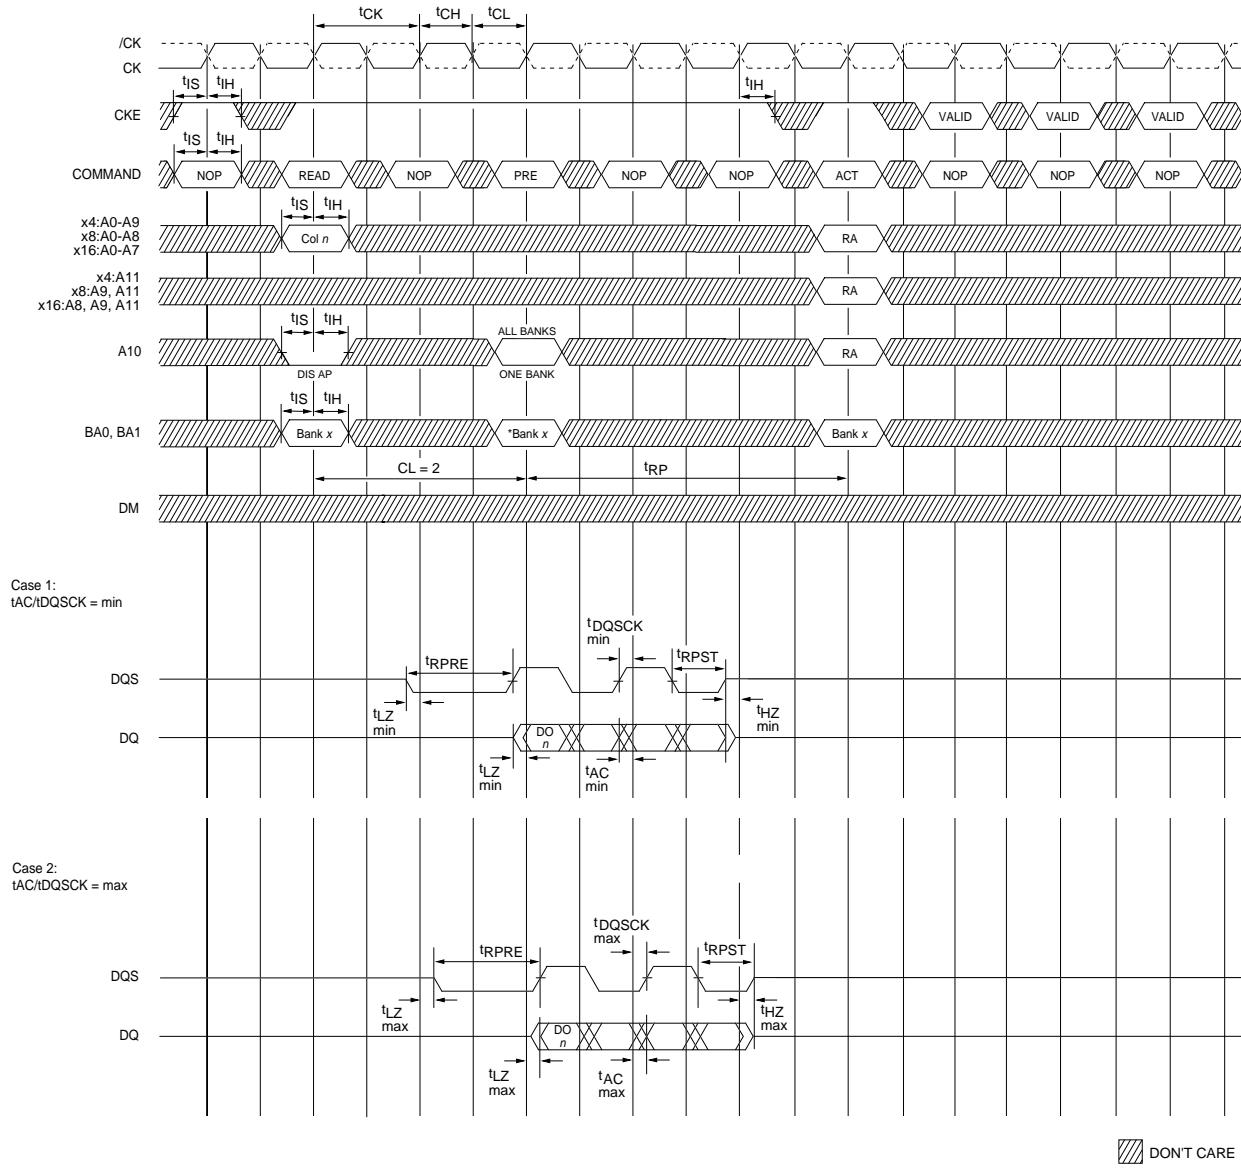 tCK tCH tCL
/CK
CK
tIS tIH tIH
CKE VALID VALID VALID
tIS tIH
COMMAND NOP READ NOP PRE NOP NOP ACT NOP NOP NOP
tIS tIH
x4:A0-A9
x8:A0-A8
x16:A0-A7
Col n RA
x4:A11
x8:A9, A11
x16:A8, A9, A11
RA
tIS tIH ALL BANKS
A10 RA
DIS AP ONE BANK
tIS tIH
BA0, BA1 Bank x *Bank x Bank x
CL = 2 tRP
DM
Case 1:
tAC/tDQSCK = min
tDQSCK
min
tRPRE tRPST
DQS
tLZ
min
tHZ
min
DQ DO
n
tLZ
min
tAC
min
Case 2:
tAC/tDQSCK = max
tDQSCK
max
tRPRE tRPST
DQS
tLZ
max
tHZ
max
DQ DO
n
tLZ
max
tAC
max
DON'T CARE